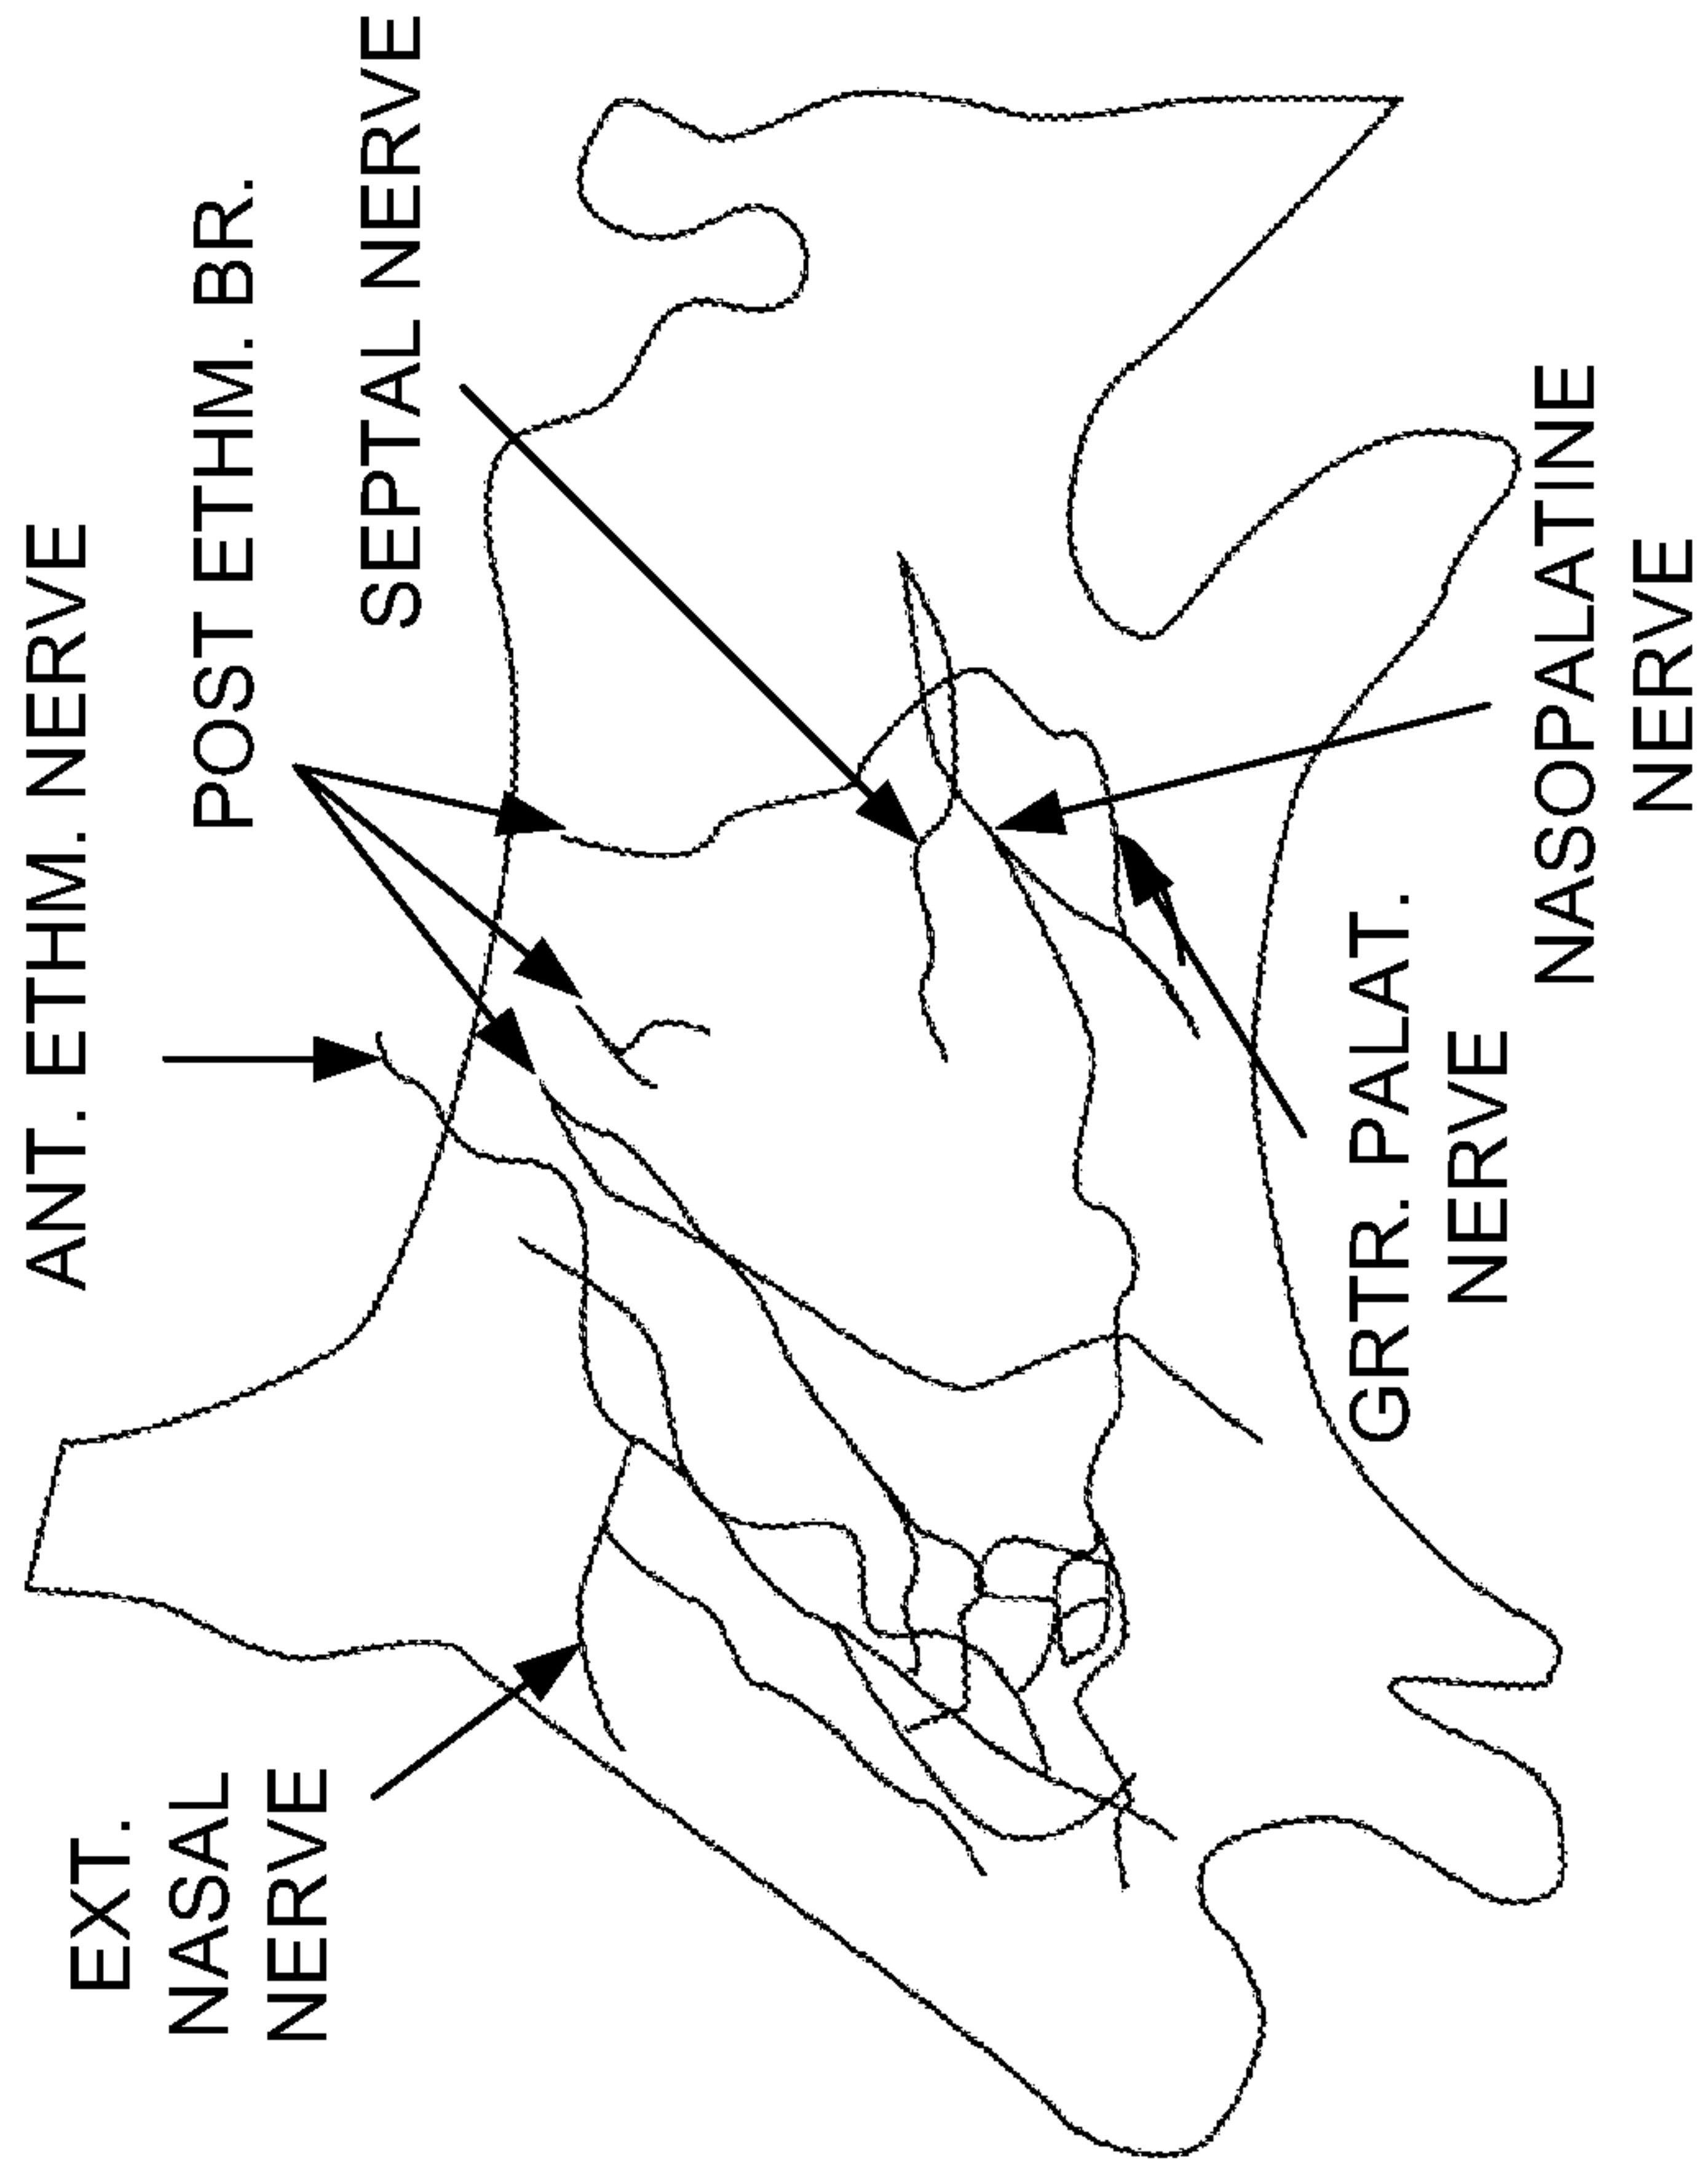 ANT. ETHM. NERVE
POST ETHM. BR.
SEPTAL NERVE
EXT.
NASAL
NERVE
GRTR. PALAT.
NERVE
NASOPALATINE
NERVE